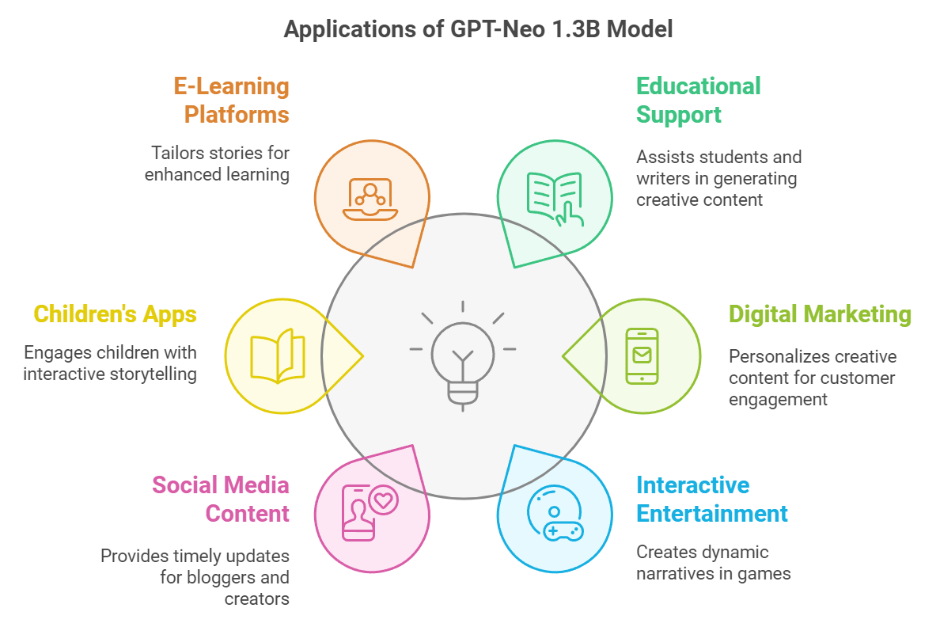 Applications of GPT-Neo 1.3B Model
E-Learning
Platforms
Tailors stories for
enhanced learning
Educational
Support
Assists students and
writers in generating
creative content
Children's Apps
Engages children with
interactive storytelling
Digital Marketing
Personalizes creative
content for customer
engagement
Social Media
Content
Provides timely updates
for bloggers and
creators
Interactive
Entertainment
Creates dynamic
narratives in games